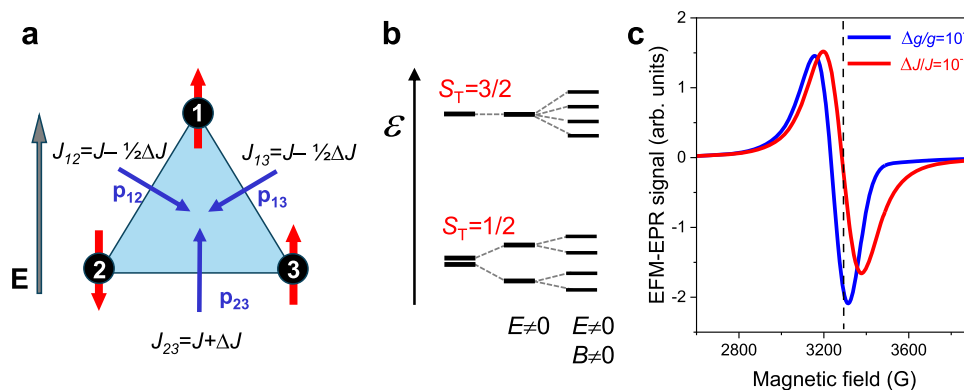 a
1
J12=J– ½ΔJ
J13=J– ½ΔJ
p12
p13
E
2
3
p23
J23=J+ΔJ
b
ε
ST=3/2
ST=1/2
E≠0
E≠0
B≠0
c
EFM-EPR signal (arb. units)
2
1
0
-1
-2
Δg/g=10
ΔJ/J=10
2800
3200
3600
Magnetic field (G)